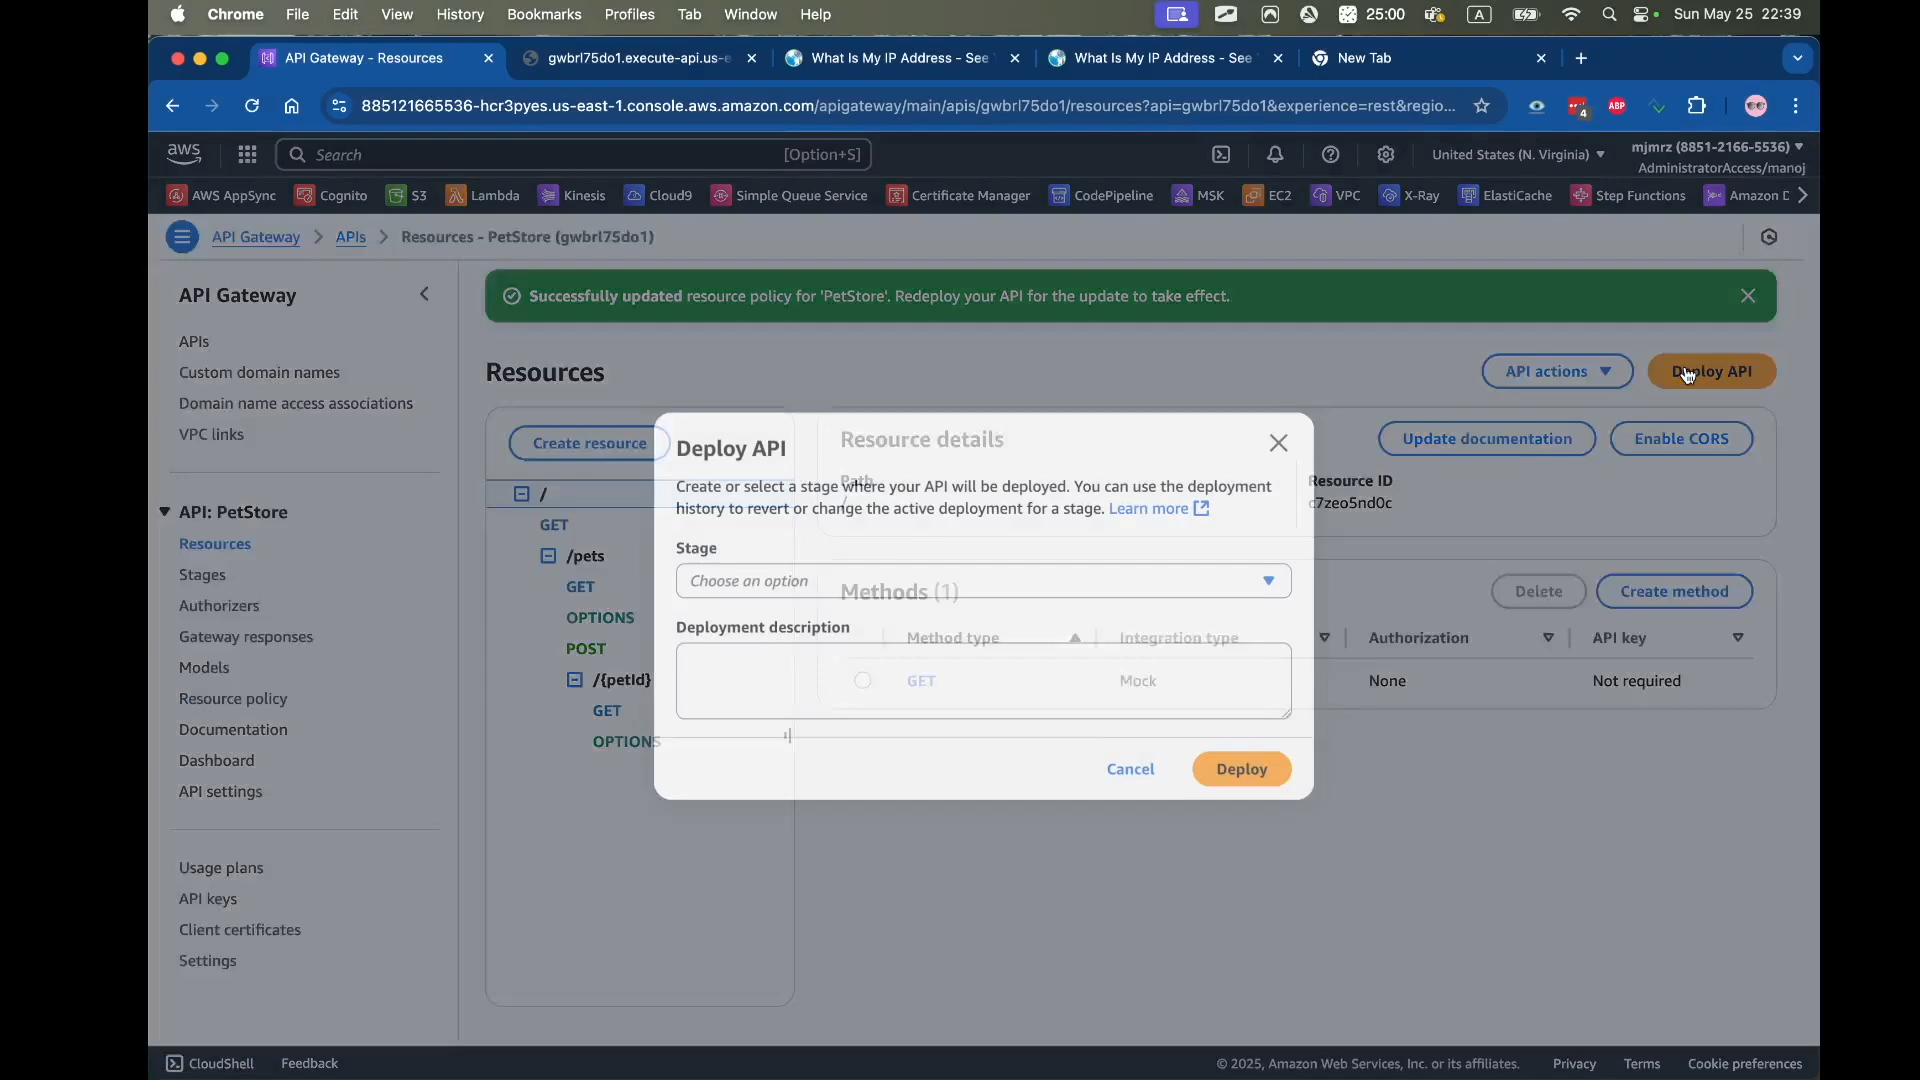 Chrome File Edit View History Bookmarks Profiles Tab Window Help 25:00 A Sun May 25 22:39
API Gateway - Resources gwbrl75do1.execute-api.us-e What Is My IP Address - See What Is My IP Address - See New Tab
885121665536-hcr3pyes.us-east-1.console.aws.amazon.com/apigateway/main/apis/gwbrl75do1/resources?api=gwbrl75do1&experience=rest&regio... 4 ABP
aws Search [Option+S] United States (N. Virginia) mjmrz (8851-2166-5536)
AdministratorAccess/manoj
AWS AppSync Cognito S3 Lambda Kinesis Cloud9 Simple Queue Service Certificate Manager CodePipeline MSK EC2 VPC X-Ray ElastiCache Step Functions Amazon D
API Gateway APIs Resources - PetStore (gwbrl75do1)
API Gateway
APIs
Custom domain names
Domain name access associations
VPC links
API: PetStore
Resources
Stages
Authorizers
Gateway responses
Models
Resource policy
Documentation
Dashboard
API settings
Usage plans
API keys
Client certificates
Settings
Successfully updated resource policy for 'PetStore'. Redeploy your API for the update to take effect.
Resources
API actions Deploy API
Create resource
/
GET
/pets
GET
OPTIONS
POST
/{petId}
GET
OPTIONS
Resource details
Update documentation Enable CORS
Path
Resource ID
c7zeo5nd0c
Methods (1)
Delete Create method
Method type Integration type Authorization API key
GET Mock None Not required
Deploy API
Create or select a stage where your API will be deployed. You can use the deployment
history to revert or change the active deployment for a stage. Learn more
Stage
Choose an option
Deployment description
Cancel Deploy
CloudShell Feedback © 2025, Amazon Web Services, Inc. or its affiliates. Privacy Terms Cookie preferences